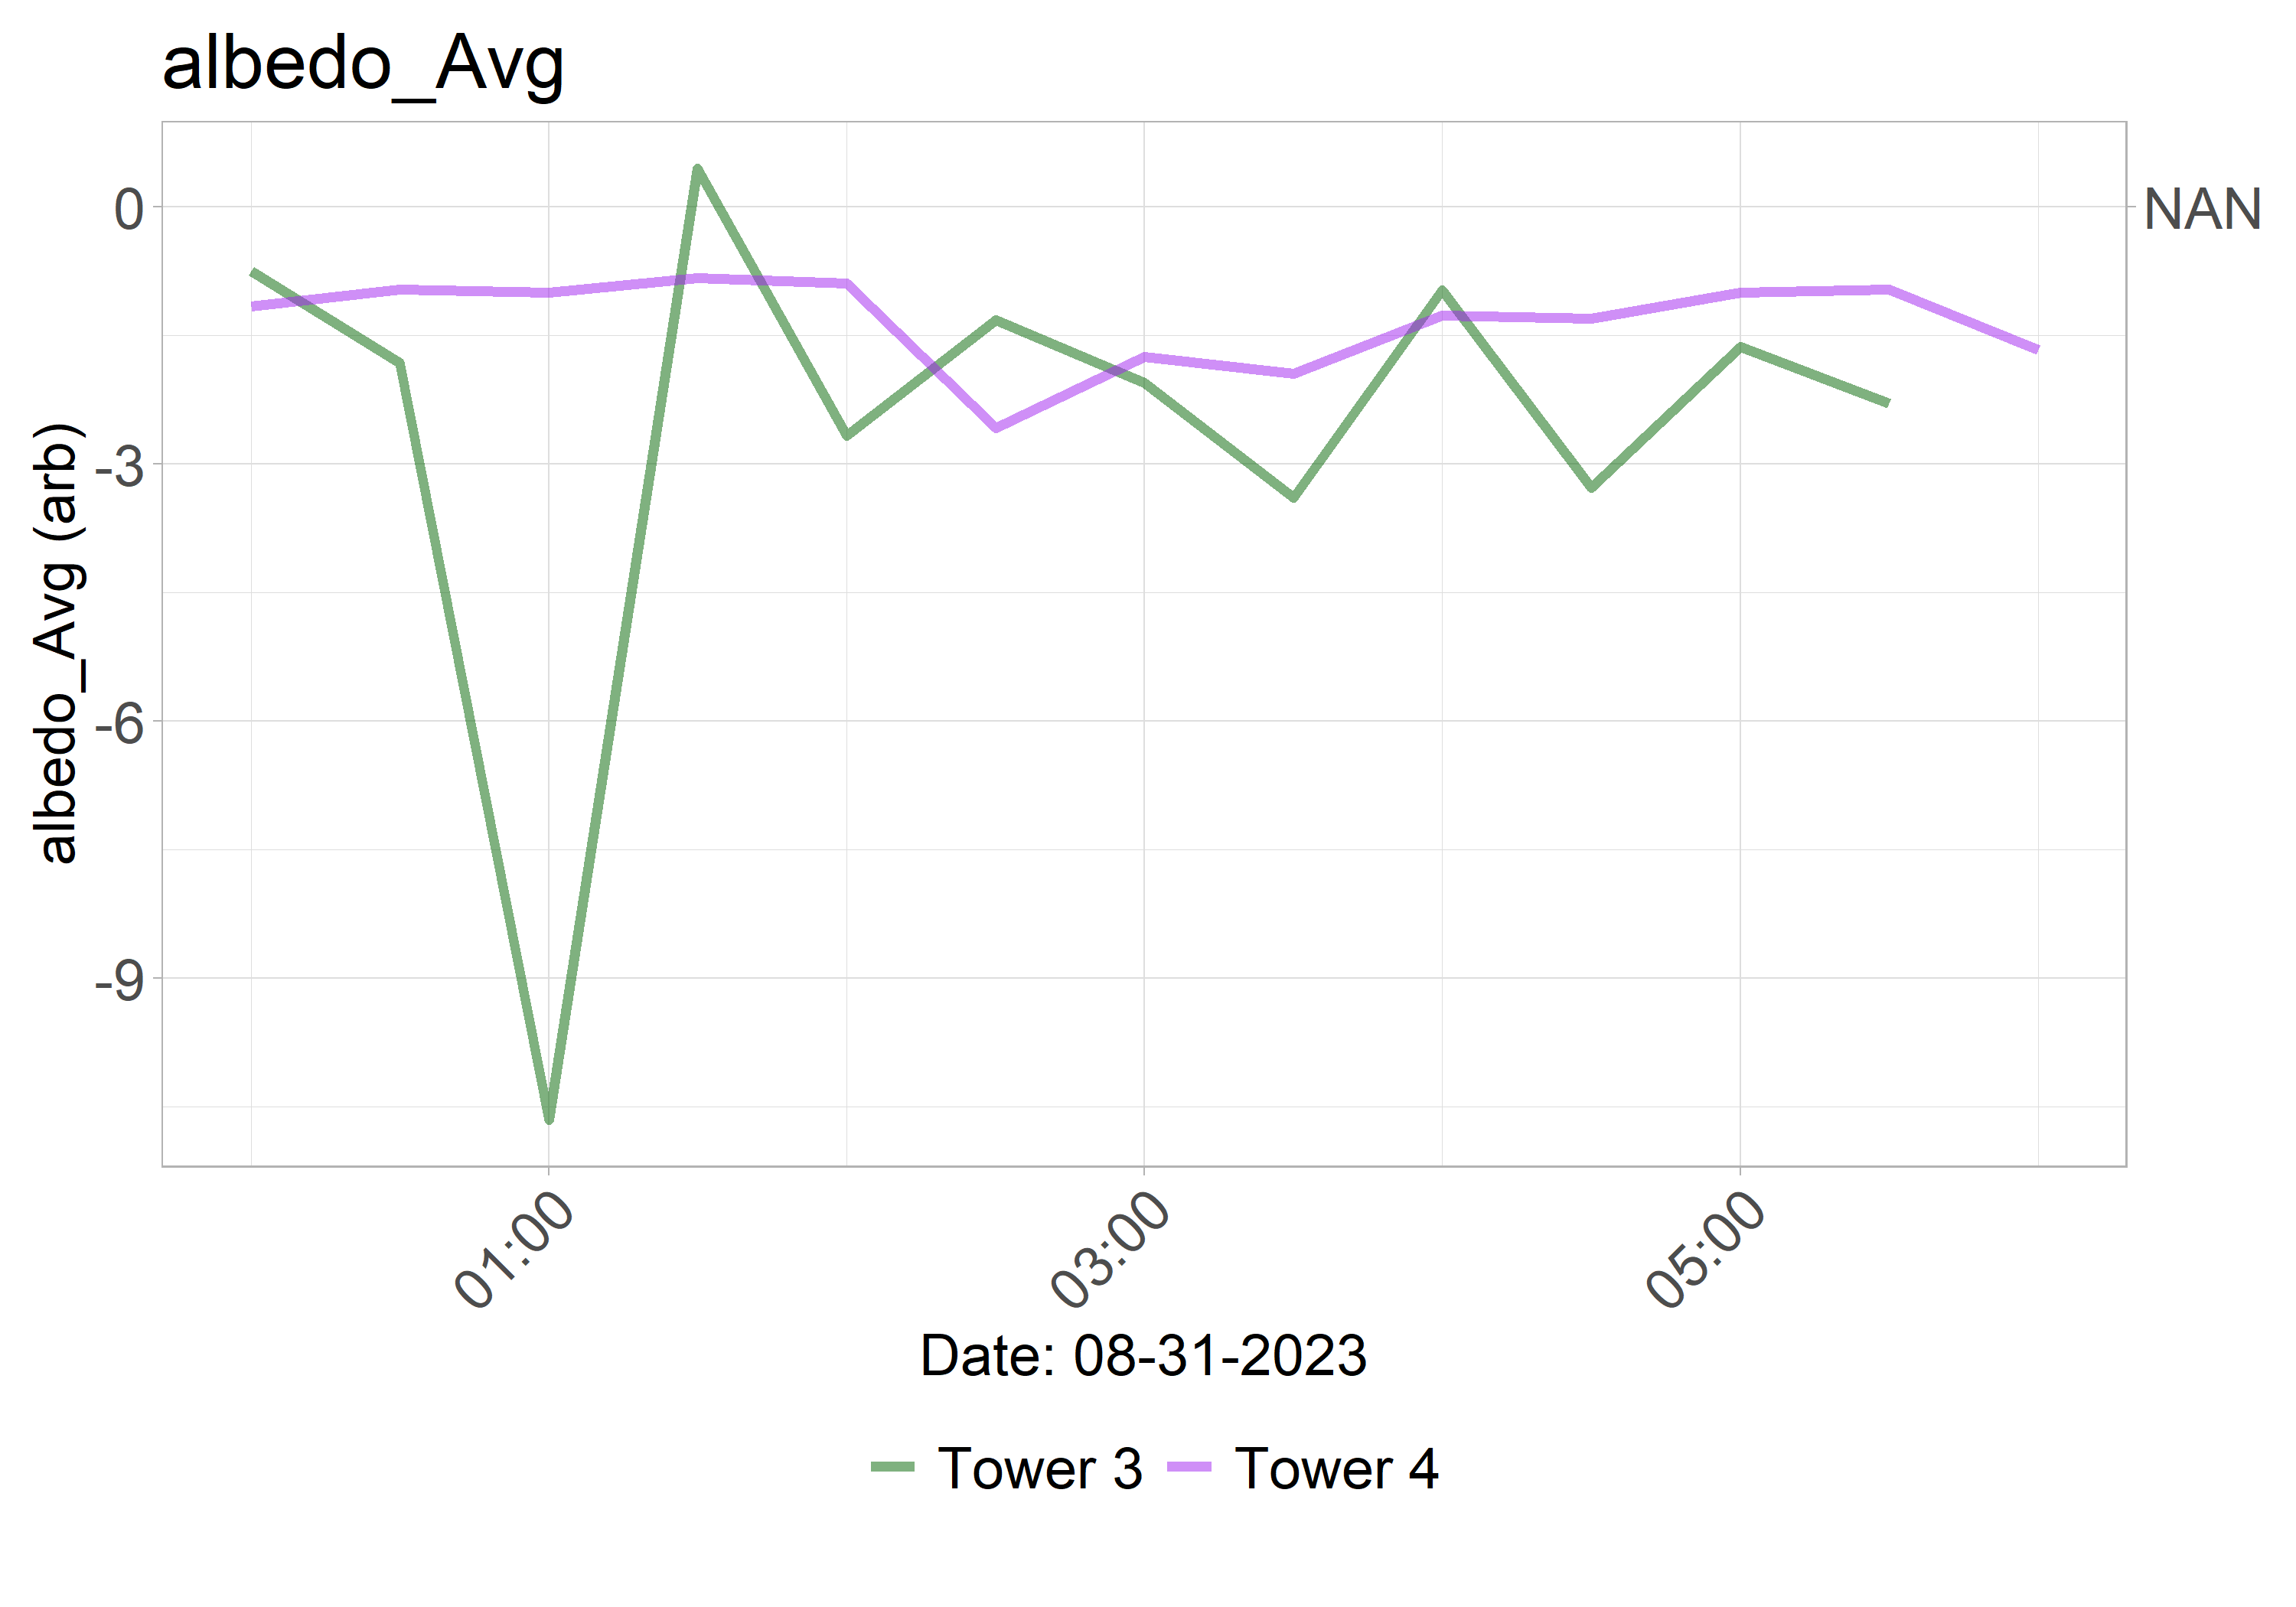 albedo_Avg
albedo_Avg (arb)
0
-3
-6
-9
NAN
01:00
03:00
05:00
Date: 08-31-2023
Tower 3
Tower 4